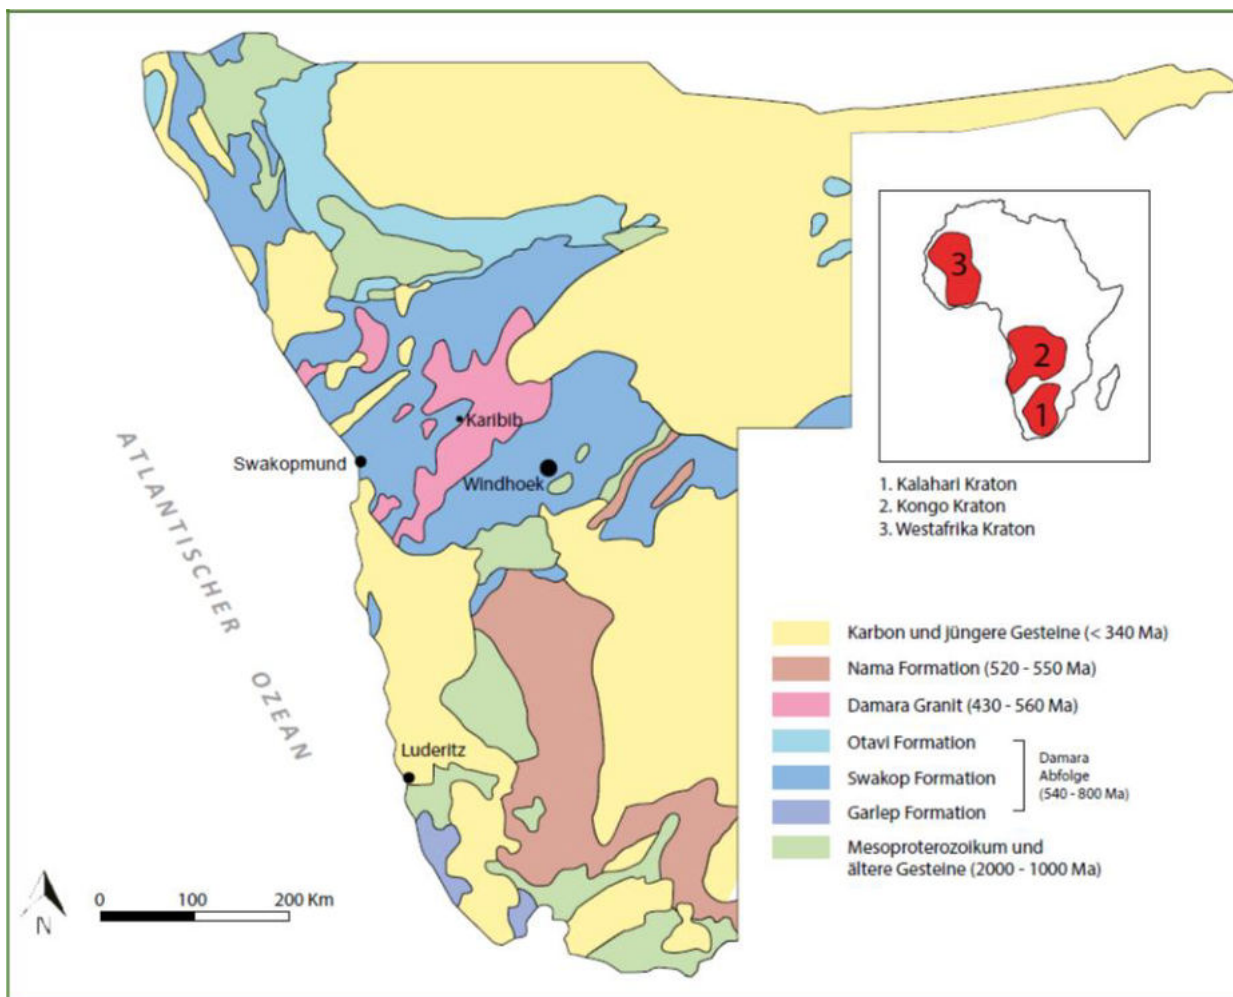 Karibib
Swakopmund
Windhoek
ATLANTISCHER OZEAN
Luderitz
N
0 100 200 Km
3
2
1
1. Kalahari Kraton
2. Kongo Kraton
3. Westafrika Kraton
Karbon und jüngere Gesteine (< 340 Ma)
Nama Formation (520 - 550 Ma)
Damara Granit (430 - 560 Ma)
Otavi Formation
Swakop Formation
Garlep Formation
Damara
Abfolge
(540 - 800 Ma)
Mesoproterozoikum und
ältere Gesteine (2000 - 1000 Ma)